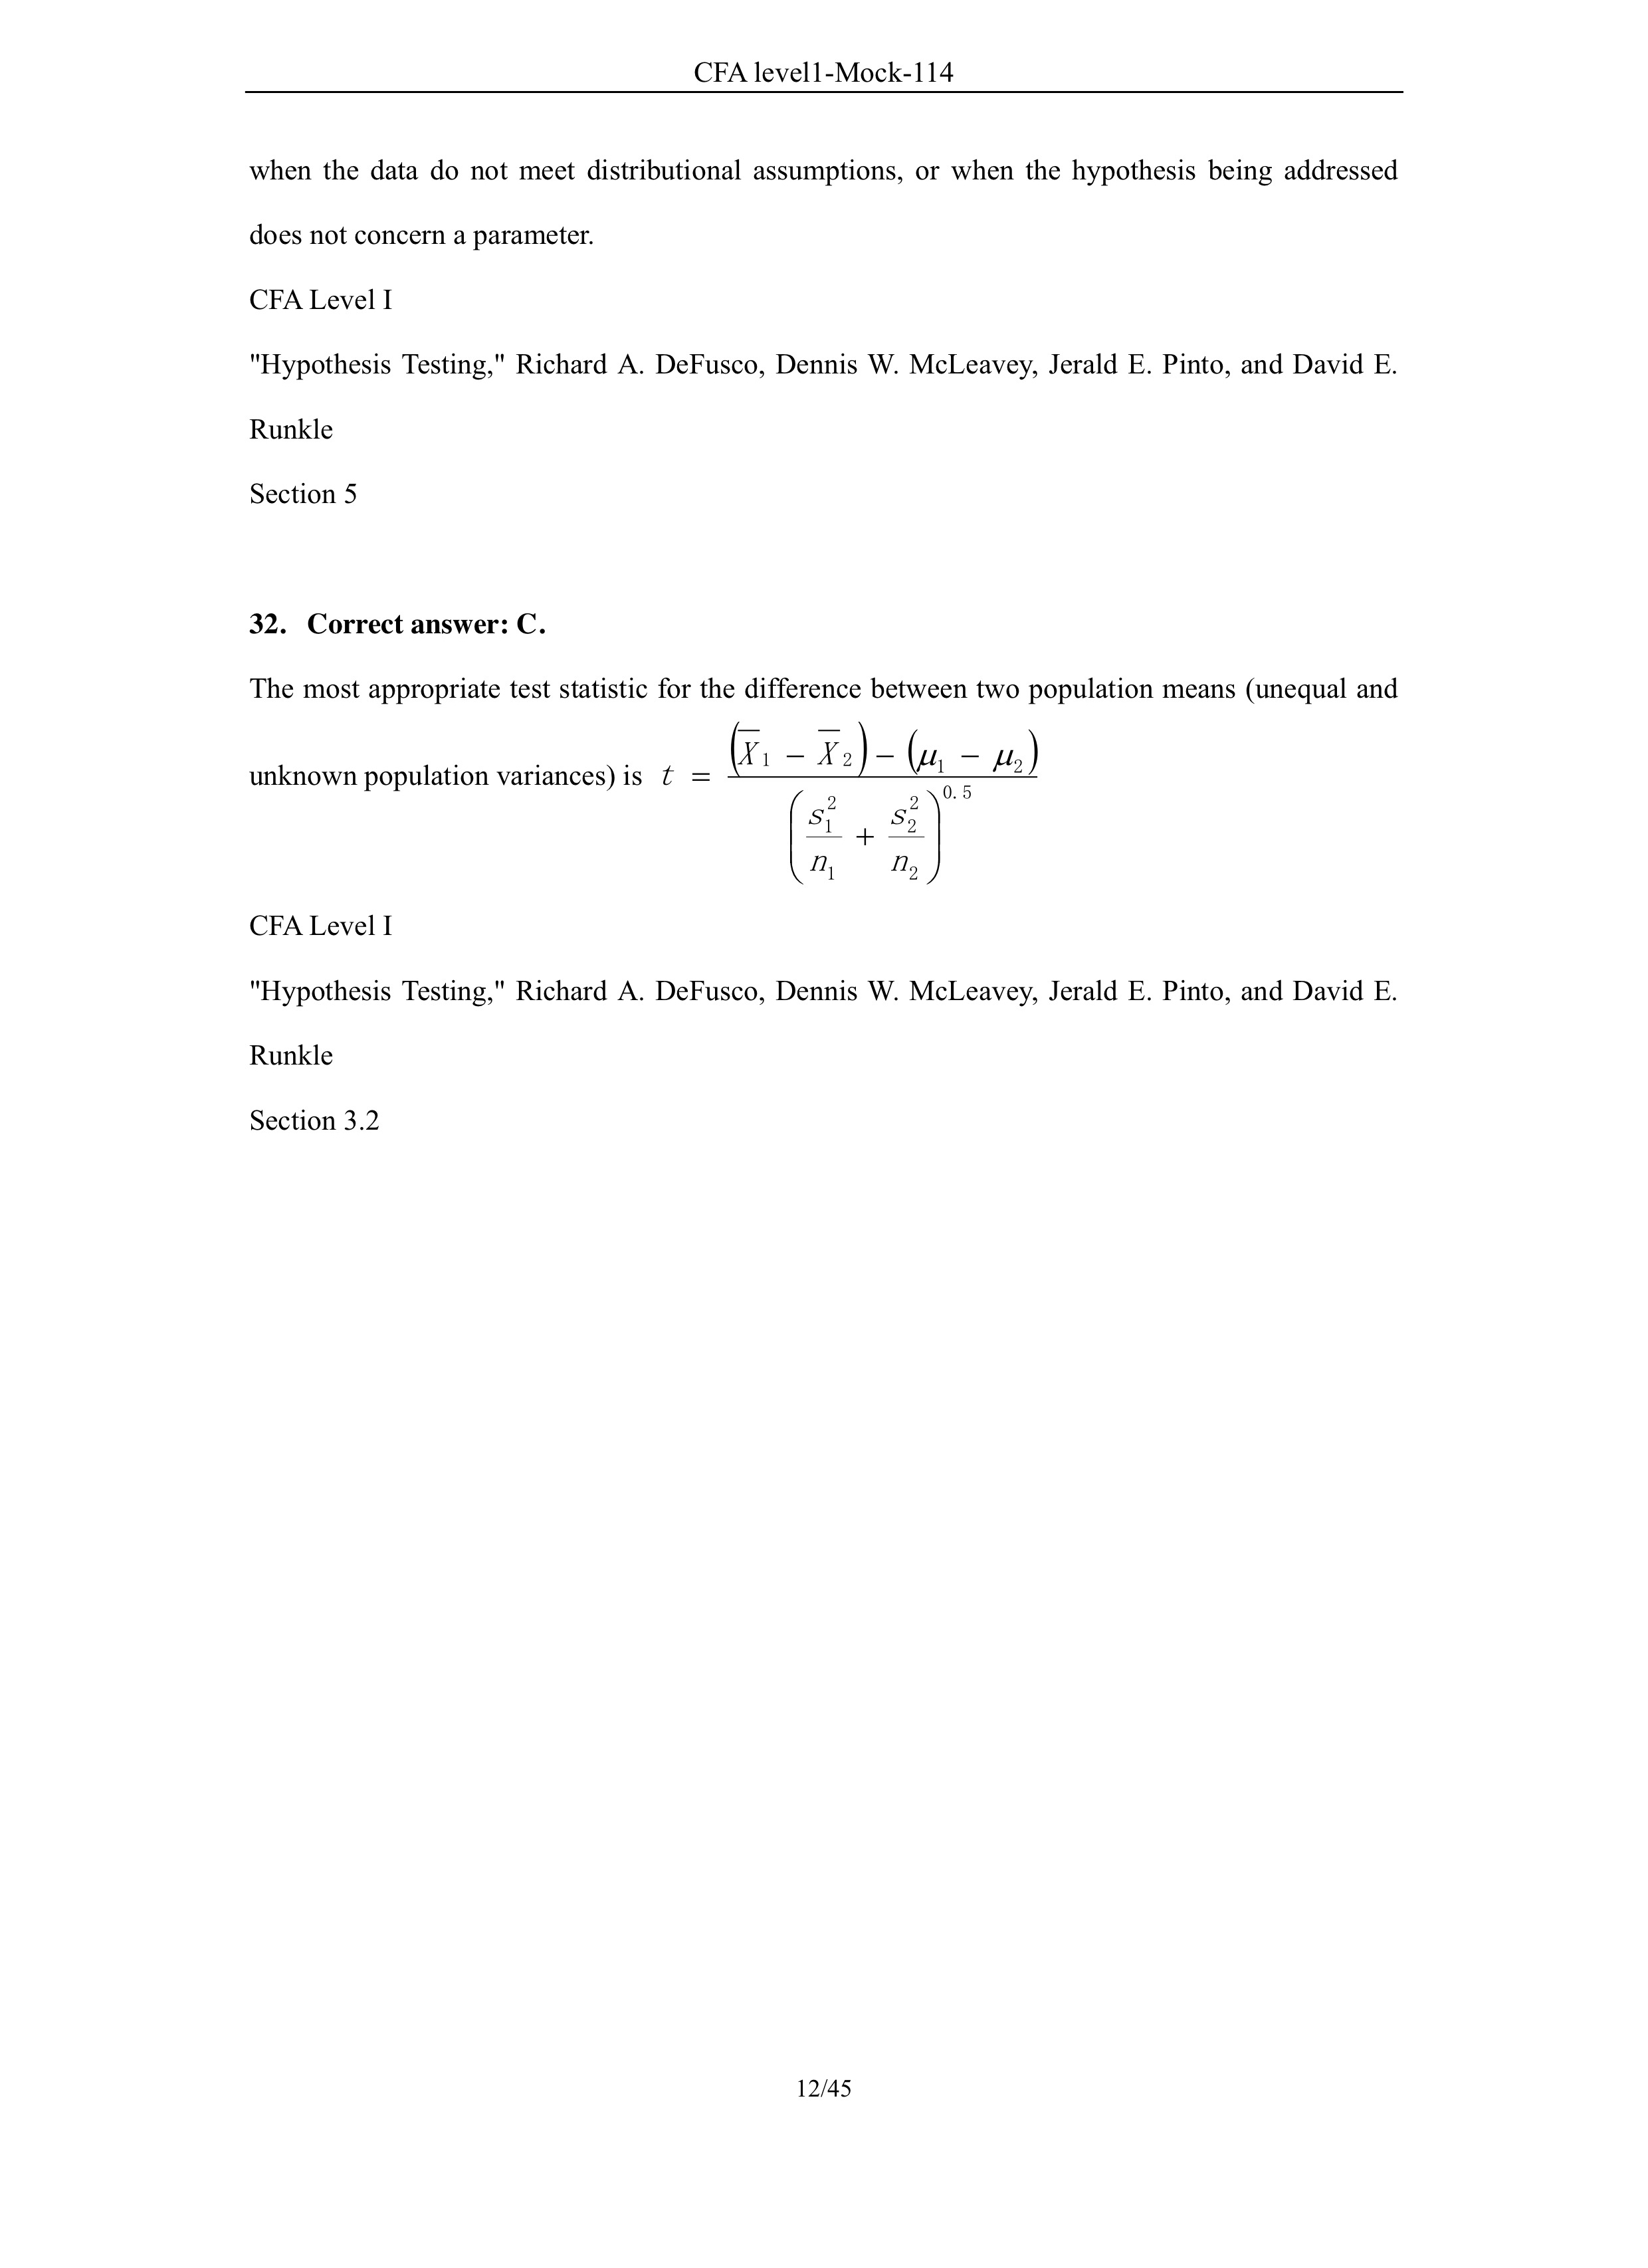 CFA level1-Mock-114
when the data do not meet distributional assumptions, or when the hypothesis being addressed
does not concern a parameter.
CFA Level I
"Hypothesis Testing," Richard A. DeFusco, Dennis W. McLeavey, Jerald E. Pinto, and David E.
Runkle
Section 5
32. Correct answer: C.
The most appropriate test statistic for the difference between two population means (unequal and
unknown population variances) is $t = \frac{\left(\overline{X}_1 - \overline{X}_2\right) - \left(\mu_1 - \mu_2\right)}{\left(\frac{s_1^2}{n_1} + \frac{s_2^2}{n_2}\right)^{0.5}}$
CFA Level I
"Hypothesis Testing," Richard A. DeFusco, Dennis W. McLeavey, Jerald E. Pinto, and David E.
Runkle
Section 3.2
12/45